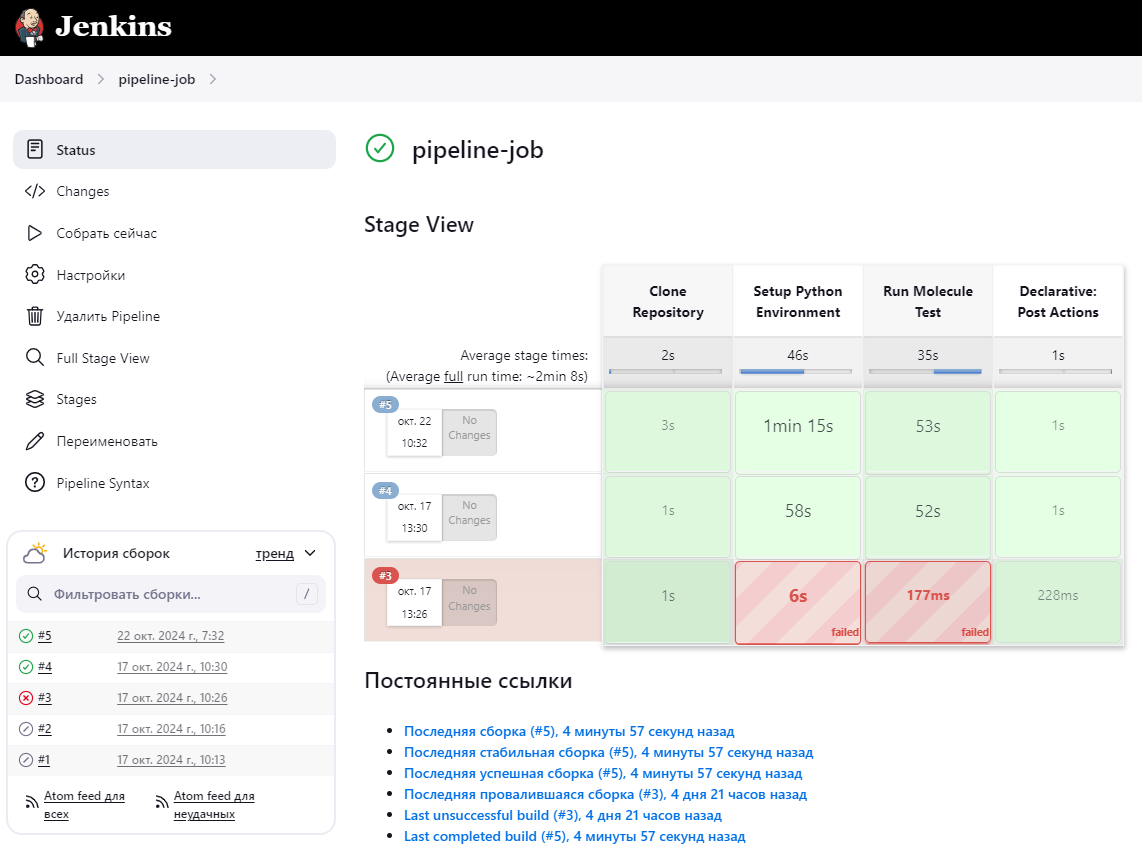 Jenkins
Dashboard
pipeline-job
Status
Changes
Собрать сейчас
Настройки
Удалить Pipeline
Full Stage View
Stages
Переименовать
Pipeline Syntax
История сборок
тренд
Фильтровать сборки...
/
#5 22 окт. 2024 г., 7:32
#4 17 окт. 2024 г., 10:30
#3 17 окт. 2024 г., 10:26
#2 17 окт. 2024 г., 10:16
#1 17 окт. 2024 г., 10:13
Atom feed для
всех
Atom feed для
неудачных
pipeline-job
Stage View
Clone
Repository
Setup Python
Environment
Run Molecule
Test
Declarative:
Post Actions
Average stage times:
(Average full run time: ~2min 8s)
2s
46s
35s
1s
#5
окт. 22
10:32
No
Changes
3s
1min 15s
53s
1s
#4
окт. 17
13:30
No
Changes
1s
58s
52s
1s
#3
окт. 17
13:26
No
Changes
1s
6s
failed
177ms
failed
228ms
Постоянные ссылки
Последняя сборка (#5), 4 минуты 57 секунд назад
Последняя стабильная сборка (#5), 4 минуты 57 секунд назад
Последняя успешная сборка (#5), 4 минуты 57 секунд назад
Последняя провалившаяся сборка (#3), 4 дня 21 часов назад
Last unsuccessful build (#3), 4 дня 21 часов назад
Last completed build (#5), 4 минуты 57 секунд назад